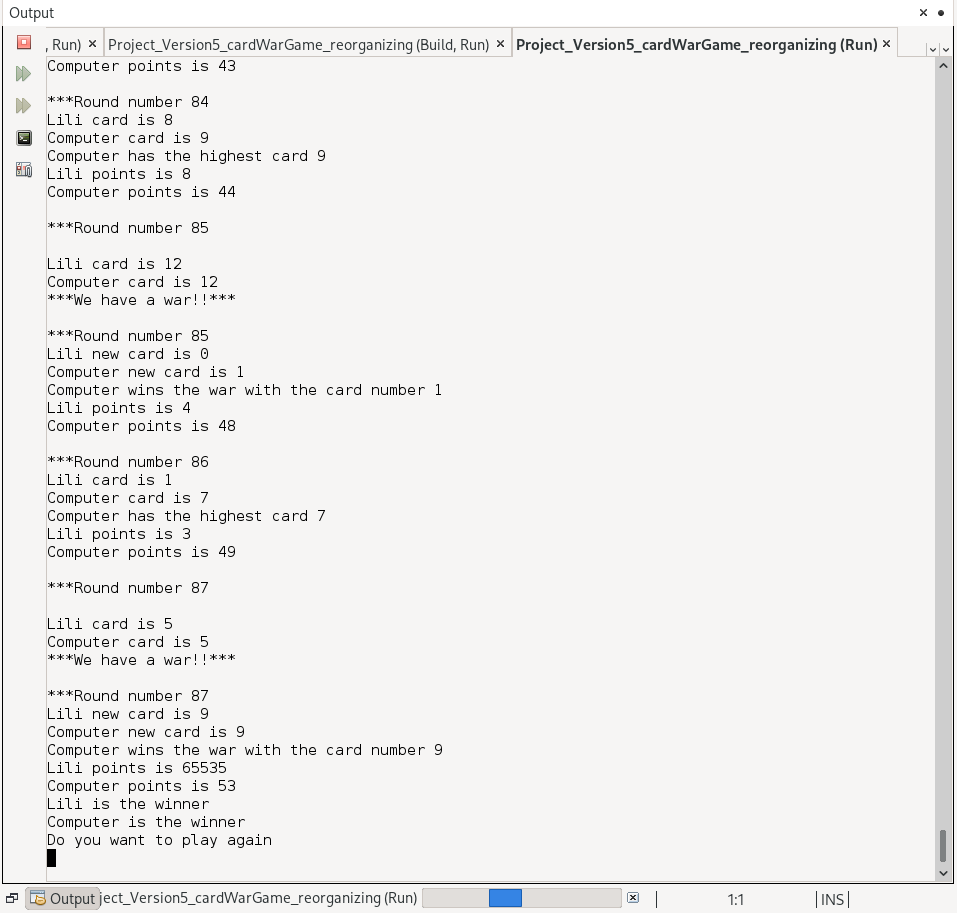 Output
, Run)
Project_Version5_cardWarGame_reorganizing (Build, Run)
Project_Version5_cardWarGame_reorganizing (Run)
Computer points is 43
***Round number 84
Lili card is 8
Computer card is 9
Computer has the highest card 9
Lili points is 8
Computer points is 44
***Round number 85
Lili card is 12
Computer card is 12
***We have a war!!***
***Round number 85
Lili new card is 0
Computer new card is 1
Computer wins the war with the card number 1
Lili points is 4
Computer points is 48
***Round number 86
Lili card is 1
Computer card is 7
Computer has the highest card 7
Lili points is 3
Computer points is 49
***Round number 87
Lili card is 5
Computer card is 5
***We have a war!!***
***Round number 87
Lili new card is 9
Computer new card is 9
Computer wins the war with the card number 9
Lili points is 65535
Computer points is 53
Lili is the winner
Computer is the winner
Do you want to play again
Output
ject_Version5_cardWarGame_reorganizing (Run)
1:1
INS